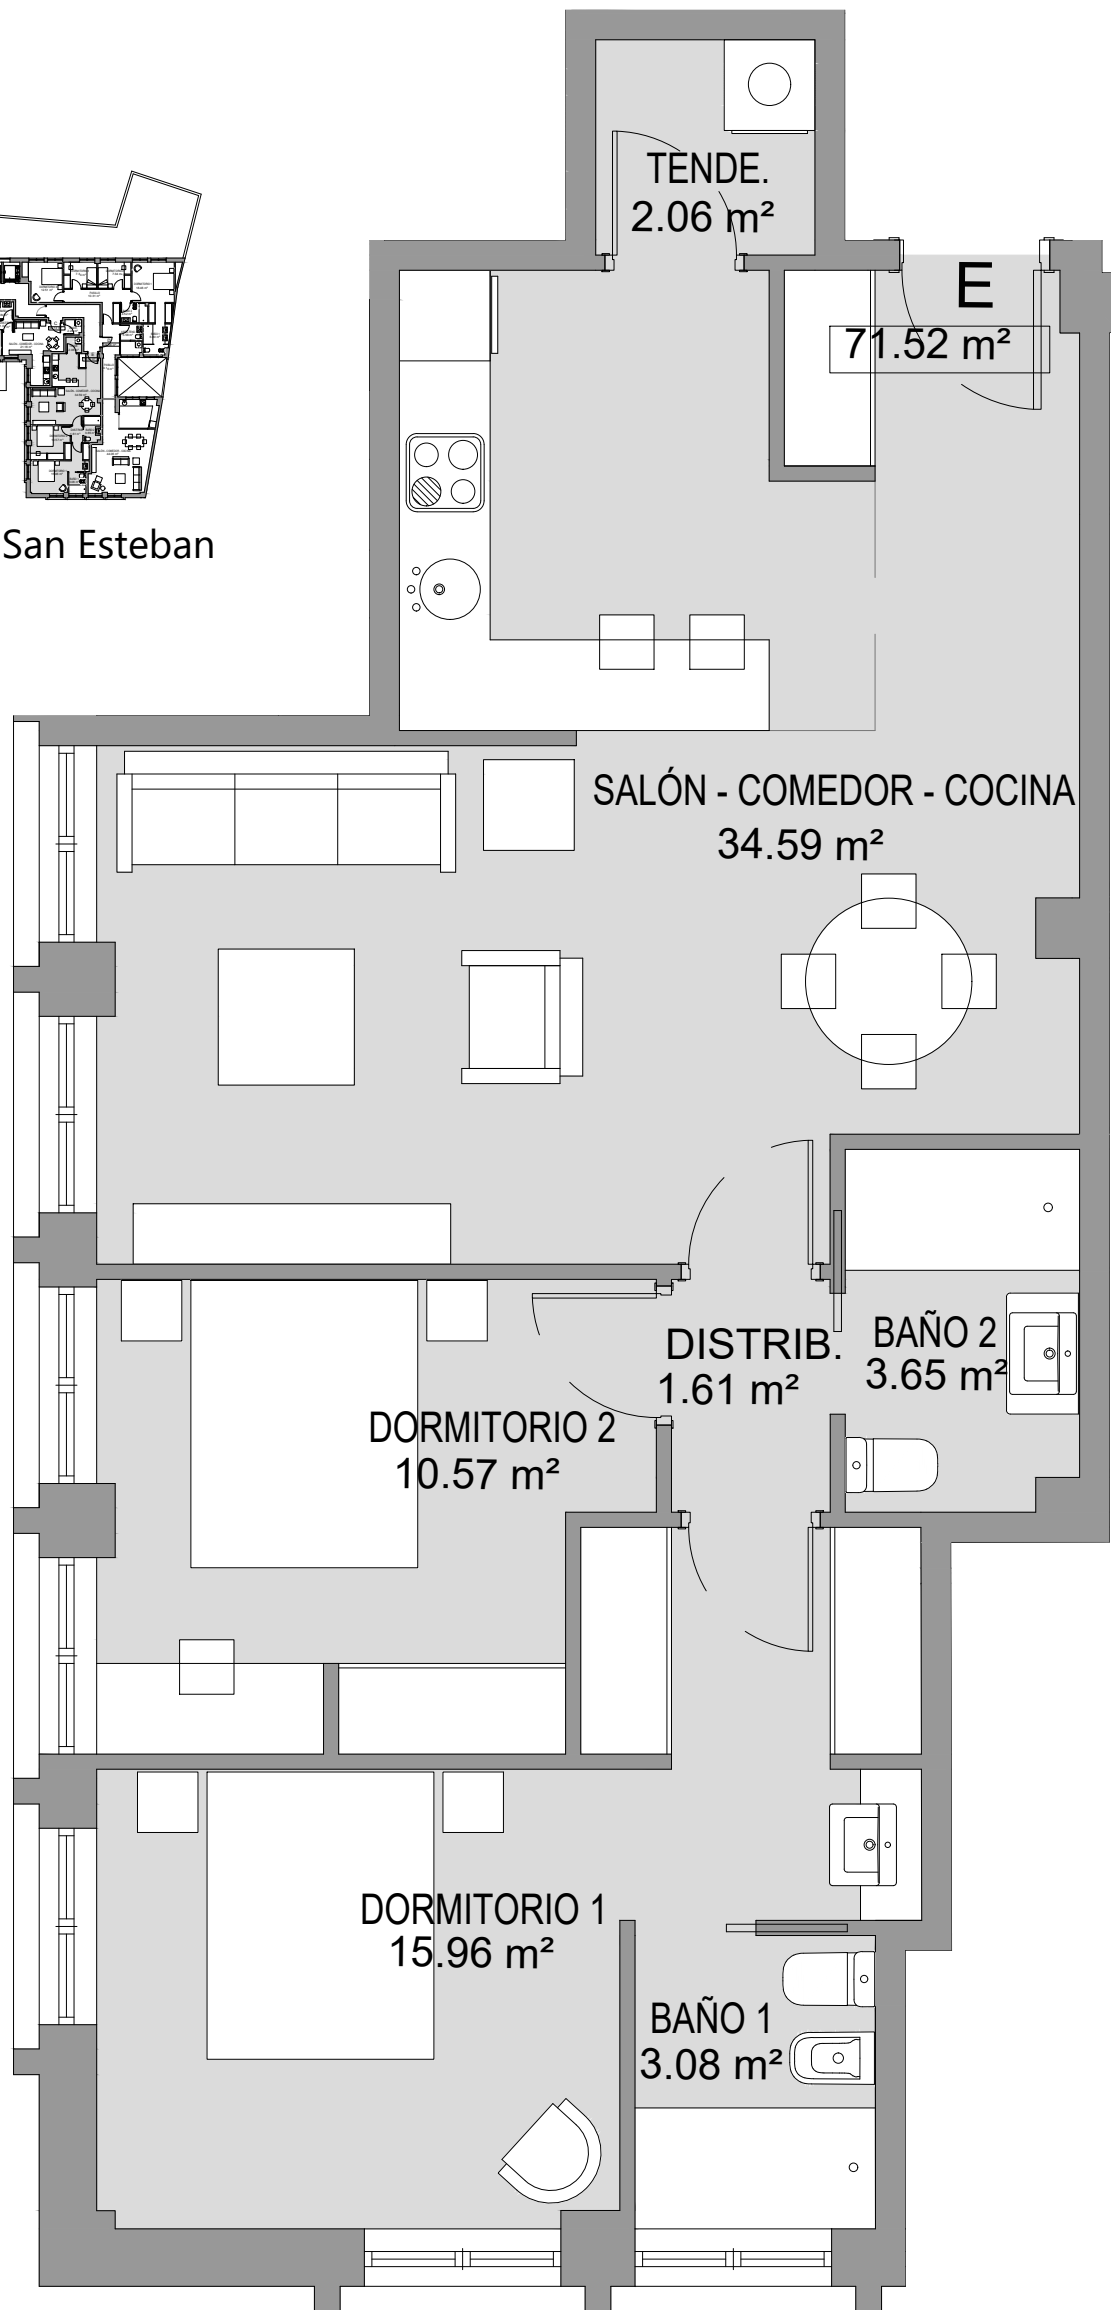 TENDE.
2.06 m²
E
71.52 m²
San Esteban
SALÓN - COMEDOR - COCINA
34.59 m²
DISTRIB.
1.61 m²
BAÑO 2
3.65 m²
DORMITORIO 2
10.57 m²
DORMITORIO 1
15.96 m²
BAÑO 1
3.08 m²